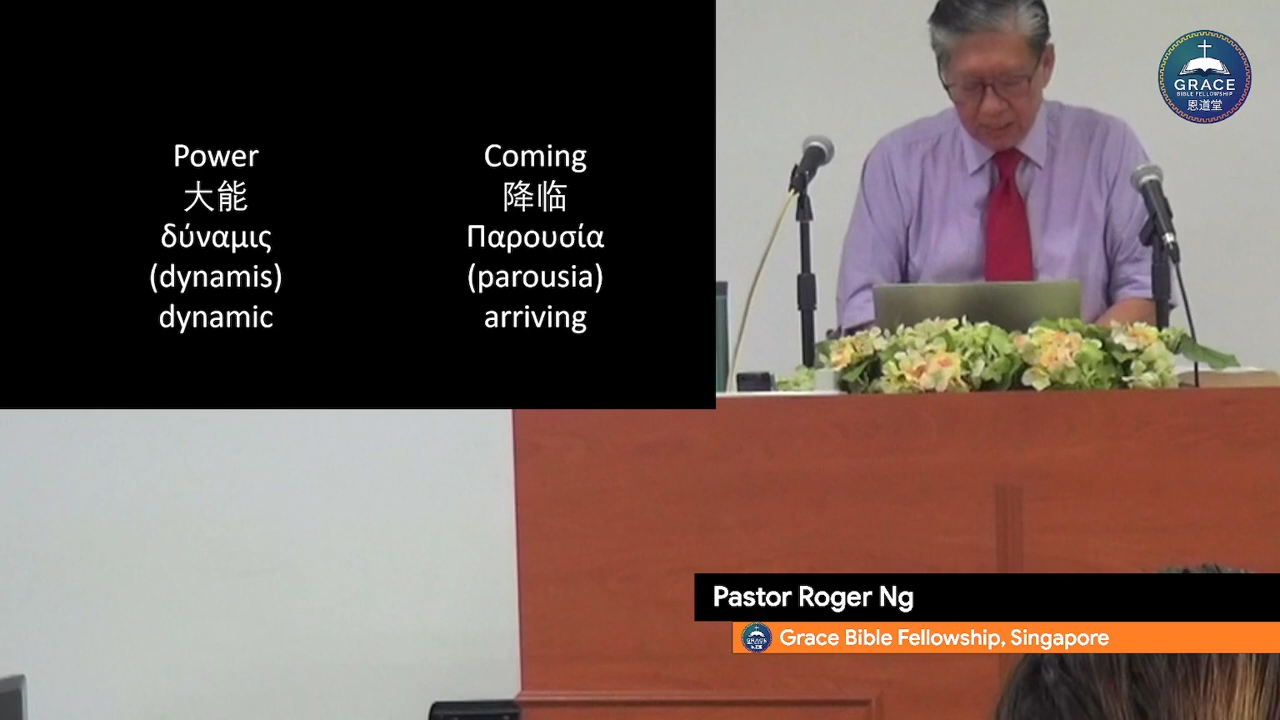 Power
大能
δύναμις
(dynamis)
dynamic
Coming
降临
Παρουσία
(parousia)
arriving
GRACE
BIBLE FELLOWSHIP
恩道堂
Pastor Roger Ng
GRACE
Grace Bible Fellowship, Singapore